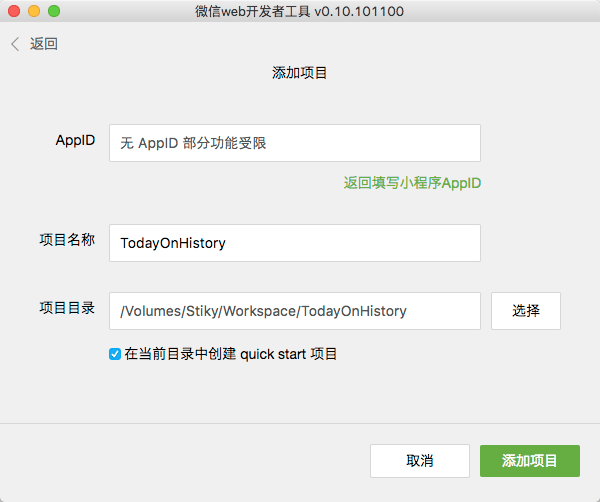 微信web开发者工具 v0.10.101100
返回
添加项目
AppID
无 AppID 部分功能受限
返回填写小程序AppID
项目名称
TodayOnHistory
项目目录
/Volumes/Stiky/Workspace/TodayOnHistory
选择
在当前目录中创建 quick start 项目
取消
添加项目